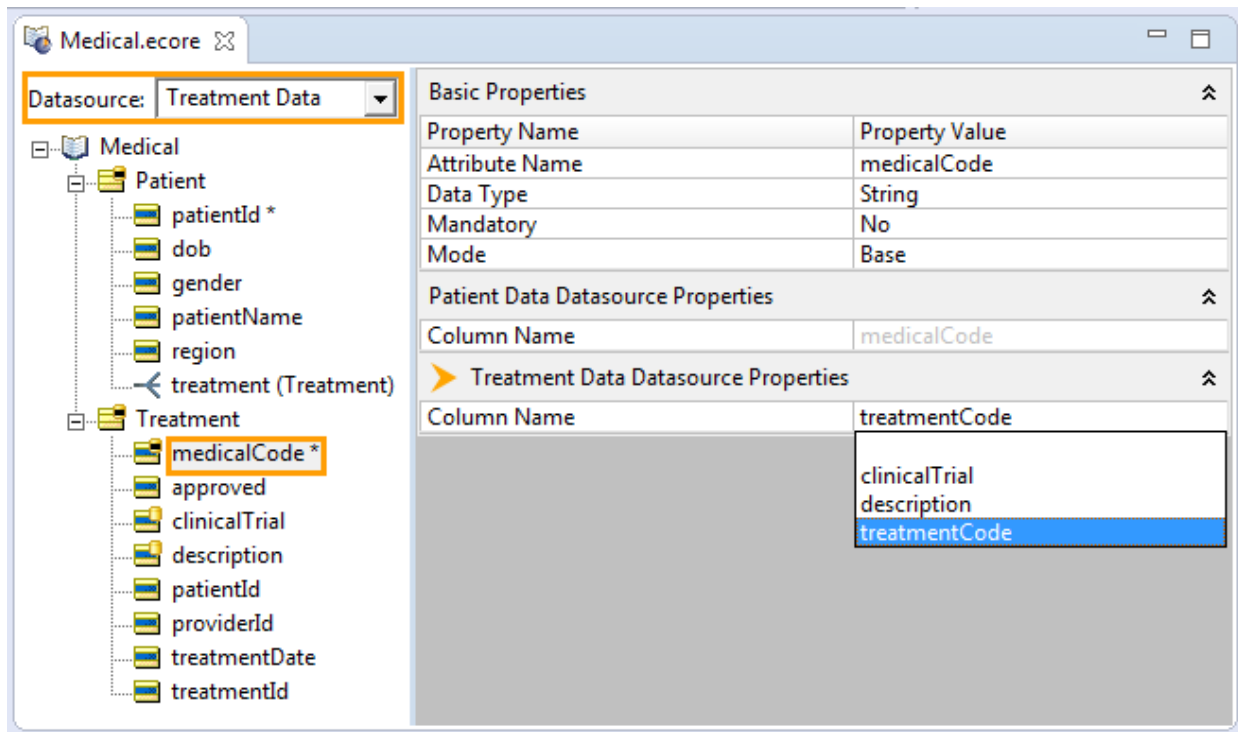 Medical.ecore
Datasource: Treatment Data
Medical
Patient
patientId *
dob
gender
patientName
region
treatment (Treatment)
Treatment
medicalCode *
approved
clinicalTrial
description
patientId
providerId
treatmentDate
treatmentId
Basic Properties
Property Name Property Value
Attribute Name medicalCode
Data Type String
Mandatory No
Mode Base
Patient Data Datasource Properties
Column Name medicalCode
Treatment Data Datasource Properties
Column Name treatmentCode
clinicalTrial
description
treatmentCode